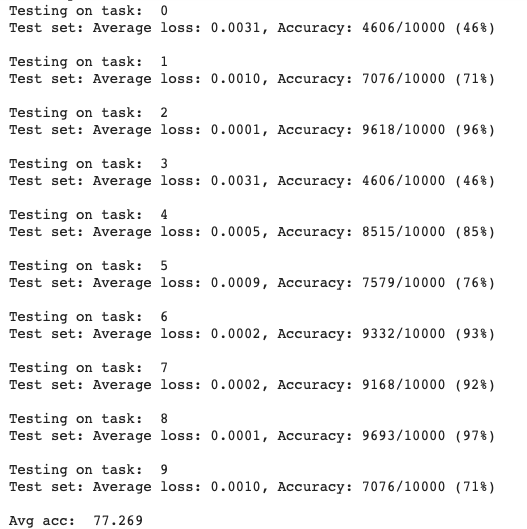 Testing on task:  0
Test set: Average loss: 0.0031, Accuracy: 4606/10000 (46%)
Testing on task:  1
Test set: Average loss: 0.0010, Accuracy: 7076/10000 (71%)
Testing on task:  2
Test set: Average loss: 0.0001, Accuracy: 9618/10000 (96%)
Testing on task:  3
Test set: Average loss: 0.0031, Accuracy: 4606/10000 (46%)
Testing on task:  4
Test set: Average loss: 0.0005, Accuracy: 8515/10000 (85%)
Testing on task:  5
Test set: Average loss: 0.0009, Accuracy: 7579/10000 (76%)
Testing on task:  6
Test set: Average loss: 0.0002, Accuracy: 9332/10000 (93%)
Testing on task:  7
Test set: Average loss: 0.0002, Accuracy: 9168/10000 (92%)
Testing on task:  8
Test set: Average loss: 0.0001, Accuracy: 9693/10000 (97%)
Testing on task:  9
Test set: Average loss: 0.0010, Accuracy: 7076/10000 (71%)
Avg acc:  77.269